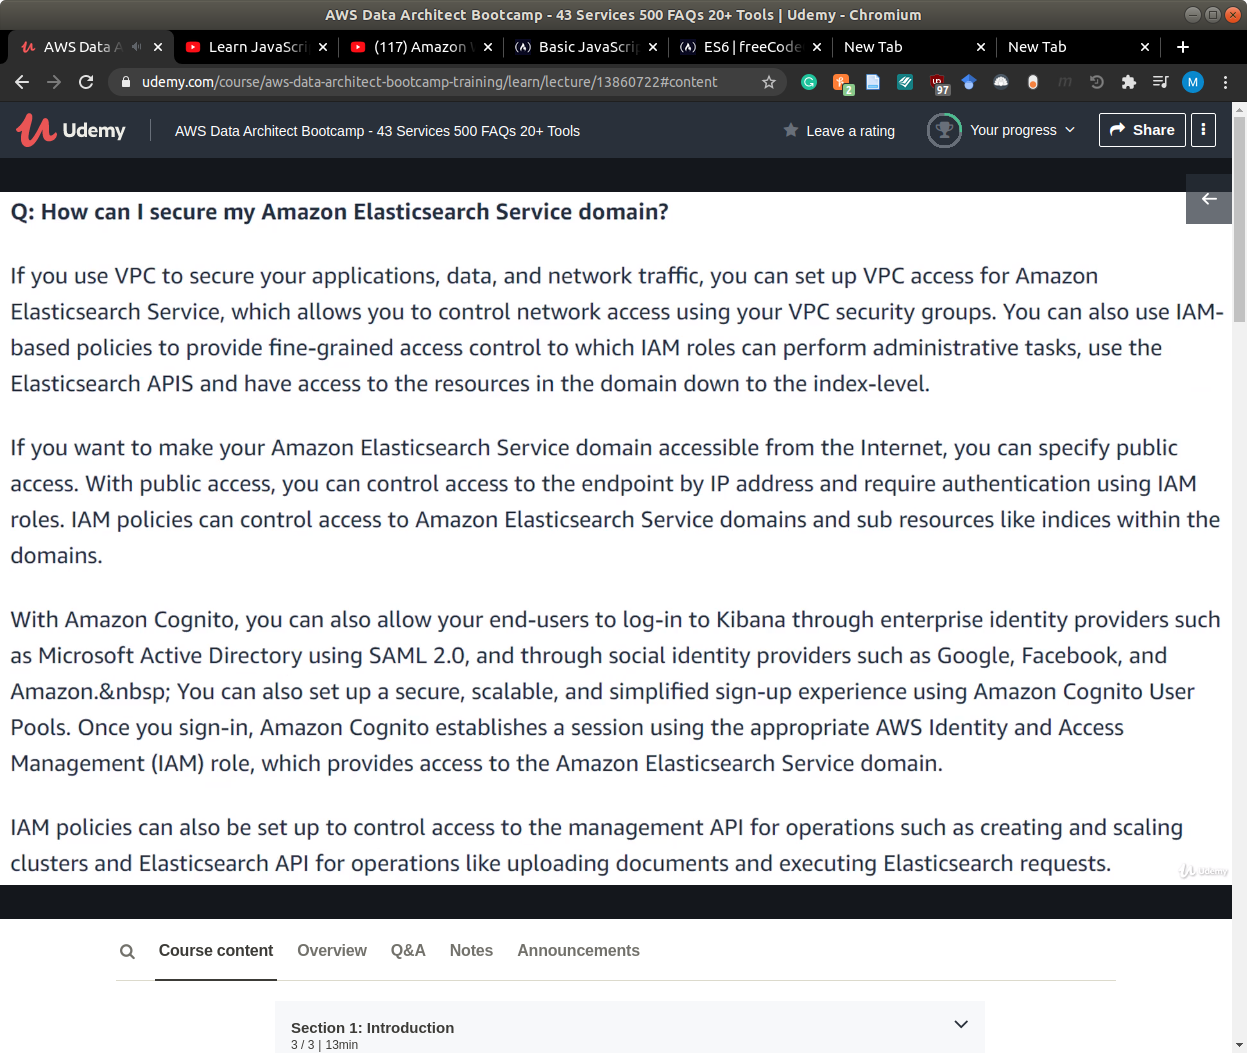 AWS Data Architect Bootcamp - 43 Services 500 FAQs 20+ Tools | Udemy - Chromium
AWS Data A
Learn JavaScri
(117) Amazon
Basic JavaScrip
ES6 | freeCode
New Tab
New Tab
udemy.com/course/aws-data-architect-bootcamp-training/learn/lecture/13860722#content
2
97
M
Udemy
AWS Data Architect Bootcamp - 43 Services 500 FAQs 20+ Tools
Leave a rating
Your progress
Share
Q: How can I secure my Amazon Elasticsearch Service domain?
If you use VPC to secure your applications, data, and network traffic, you can set up VPC access for Amazon
Elasticsearch Service, which allows you to control network access using your VPC security groups. You can also use IAM-
based policies to provide fine-grained access control to which IAM roles can perform administrative tasks, use the
Elasticsearch APIS and have access to the resources in the domain down to the index-level.
If you want to make your Amazon Elasticsearch Service domain accessible from the Internet, you can specify public
access. With public access, you can control access to the endpoint by IP address and require authentication using IAM
roles. IAM policies can control access to Amazon Elasticsearch Service domains and sub resources like indices within the
domains.
With Amazon Cognito, you can also allow your end-users to log-in to Kibana through enterprise identity providers such
as Microsoft Active Directory using SAML 2.0, and through social identity providers such as Google, Facebook, and
Amazon.&nbsp; You can also set up a secure, scalable, and simplified sign-up experience using Amazon Cognito User
Pools. Once you sign-in, Amazon Cognito establishes a session using the appropriate AWS Identity and Access
Management (IAM) role, which provides access to the Amazon Elasticsearch Service domain.
IAM policies can also be set up to control access to the management API for operations such as creating and scaling
clusters and Elasticsearch API for operations like uploading documents and executing Elasticsearch requests.
Udemy
Course content
Overview
Q&A
Notes
Announcements
Section 1: Introduction
3 / 3 | 13min